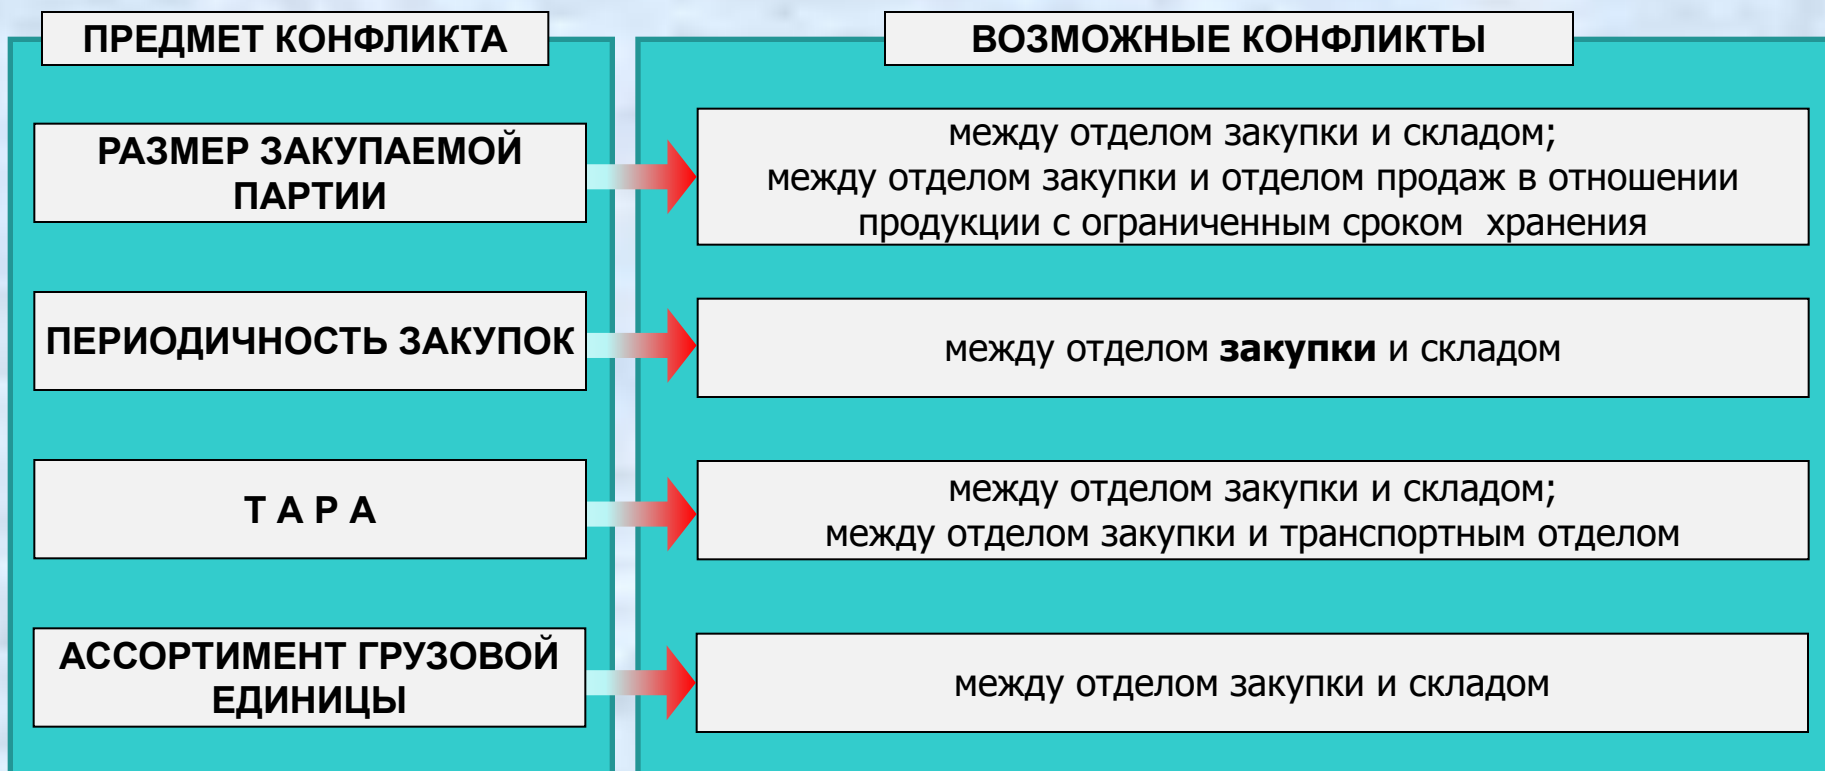 ПРЕДМЕТ КОНФЛИКТА
ВОЗМОЖНЫЕ КОНФЛИКТЫ
РАЗМЕР ЗАКУПАЕМОЙ
ПАРТИИ
между отделом закупки и складом;
между отделом закупки и отделом продаж в отношении
продукции с ограниченным сроком хранения
ПЕРИОДИЧНОСТЬ ЗАКУПОК
между отделом закупки и складом
Т А Р А
между отделом закупки и складом;
между отделом закупки и транспортным отделом
АССОРТИМЕНТ ГРУЗОВОЙ
ЕДИНИЦЫ
между отделом закупки и складом